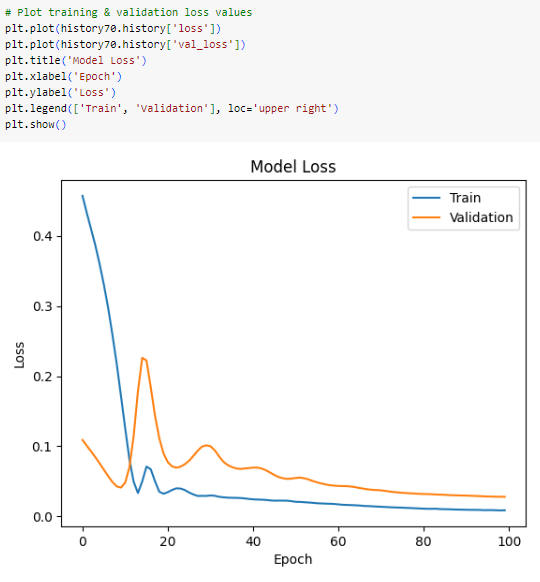 # Plot training & validation loss values
plt.plot(history70.history['loss'])
plt.plot(history70.history['val_loss'])
plt.title('Model Loss')
plt.xlabel('Epoch')
plt.ylabel('Loss')
plt.legend(['Train', 'Validation'], loc='upper right')
plt.show()
Model Loss
Train
Validation
0.4
0.3
0.2
0.1
0.0
Loss
0
20
40
60
80
100
Epoch